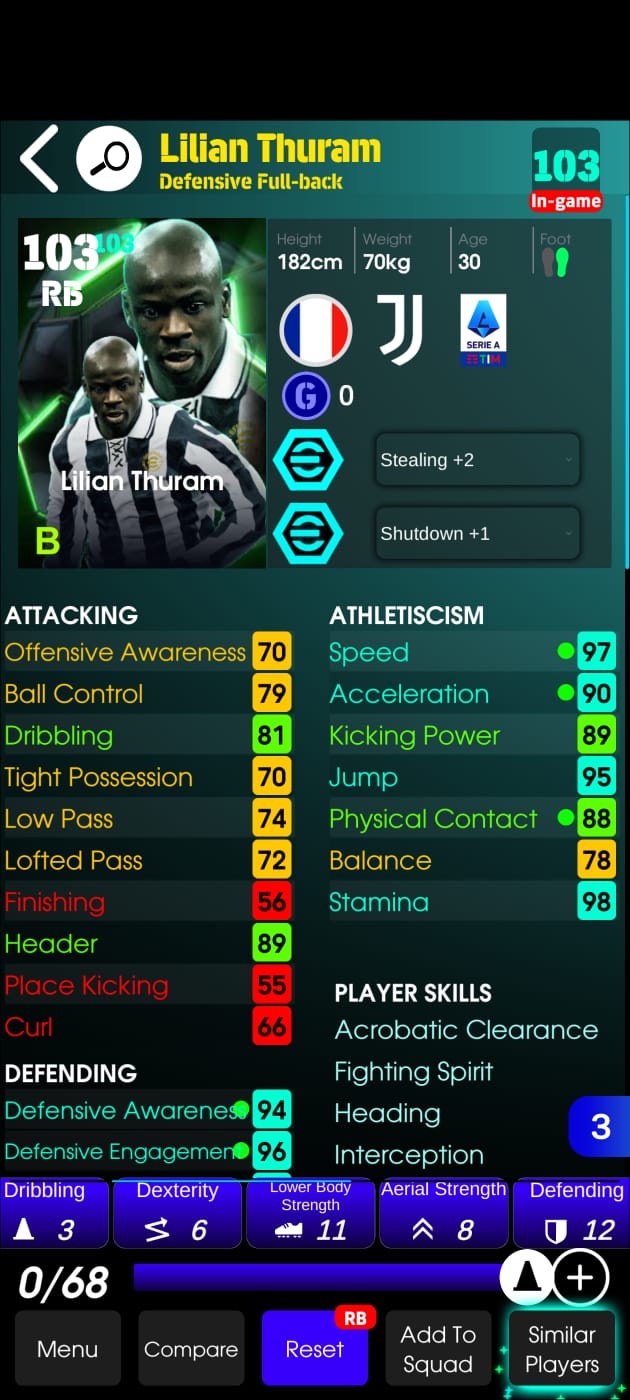 Lilian Thuram
Defensive Full-back
103
In-game
103 103
RB
Lilian Thuram
B
Height
182cm
Weight
70kg
Age
30
Foot
SERIE A
TIM
G 0
Stealing +2
Shutdown +1
ATTACKING
Offensive Awareness 70
Ball Control 79
Dribbling 81
Tight Possession 70
Low Pass 74
Lofted Pass 72
Finishing 56
Header 89
Place Kicking 55
Curl 66
DEFENDING
Defensive Awareness 94
Defensive Engagement 96
ATHLETISCISM
Speed 97
Acceleration 90
Kicking Power 89
Jump 95
Physical Contact 88
Balance 78
Stamina 98
PLAYER SKILLS
Acrobatic Clearance
Fighting Spirit
Heading
Interception
3
Dribbling
3
Dexterity
6
Lower Body
Strength
11
Aerial Strength
8
Defending
12
0/68
Menu
Compare
RB
Reset
Add To
Squad
Similar
Players